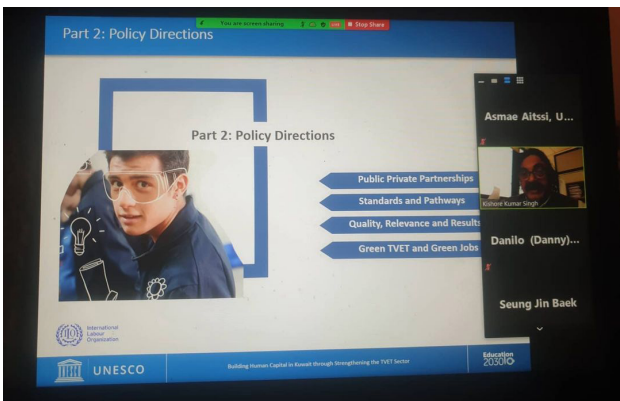 Part 2: Policy Directions
You are screen sharing
Stop Share
Part 2: Policy Directions
Public Private Partnerships
Standards and Pathways
Quality, Relevance and Results
Green TVET and Green Jobs
Asmae Aitssi, U...
Kishore Kumar Singh
Danilo (Danny)...
Seung Jin Baek
International
Labour
Organization
UNESCO
Building Human Capital in Kuwait through Strengthening the TVET Sector
Education
2030